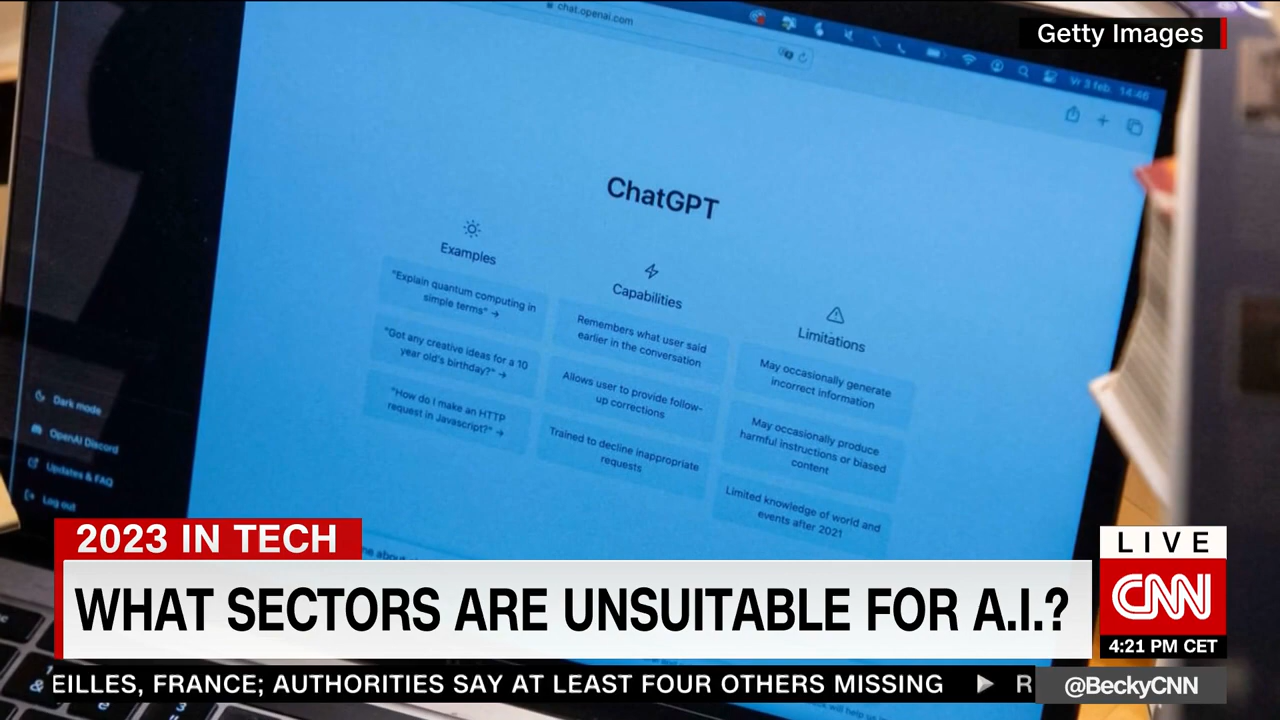 chat.openai.com
Getty Images
Vr 3 feb. 14:46
ChatGPT
Examples
"Explain quantum computing in
simple terms" →
"Got any creative ideas for a 10
year old's birthday?" →
"How do I make an HTTP
request in Javascript?" →
Capabilities
Remembers what user said
earlier in the conversation
Allows user to provide follow-
up corrections
Trained to decline inappropriate
requests
Limitations
May occasionally generate
incorrect information
May occasionally produce
harmful instructions or biased
content
Limited knowledge of world and
events after 2021
Dark mode
OpenAI Discord
Updates & FAQ
Log out
2023 IN TECH
WHAT SECTORS ARE UNSUITABLE FOR A.I.?
LIVE
CNN
4:21 PM CET
EILLES, FRANCE; AUTHORITIES SAY AT LEAST FOUR OTHERS MISSING ▶ R
@BeckyCNN